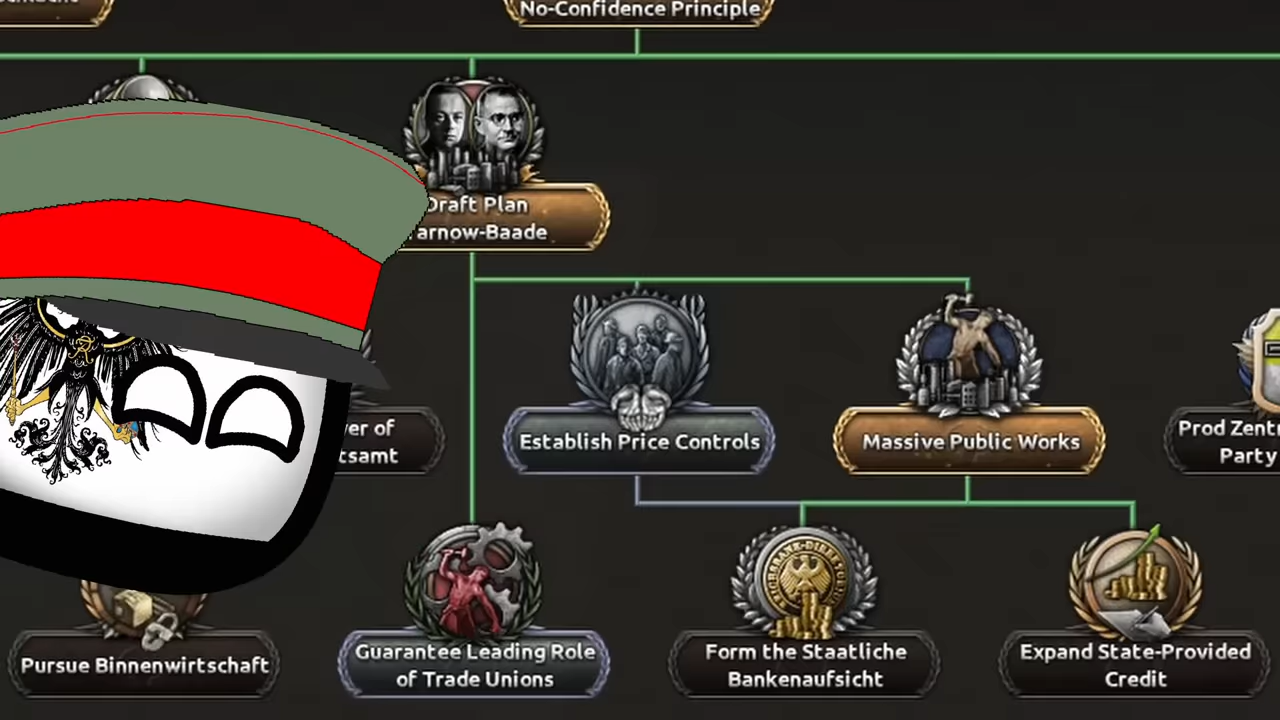 No-Confidence Principle
Draft Plan
arnow-Baade
Establish Price Controls
Massive Public Works
ver of
tsamt
Prod Zentr
Party
Pursue Binnenwirtschaft
Guarantee Leading Role
of Trade Unions
Form the Staatliche
Bankenaufsicht
Expand State-Provided
Credit